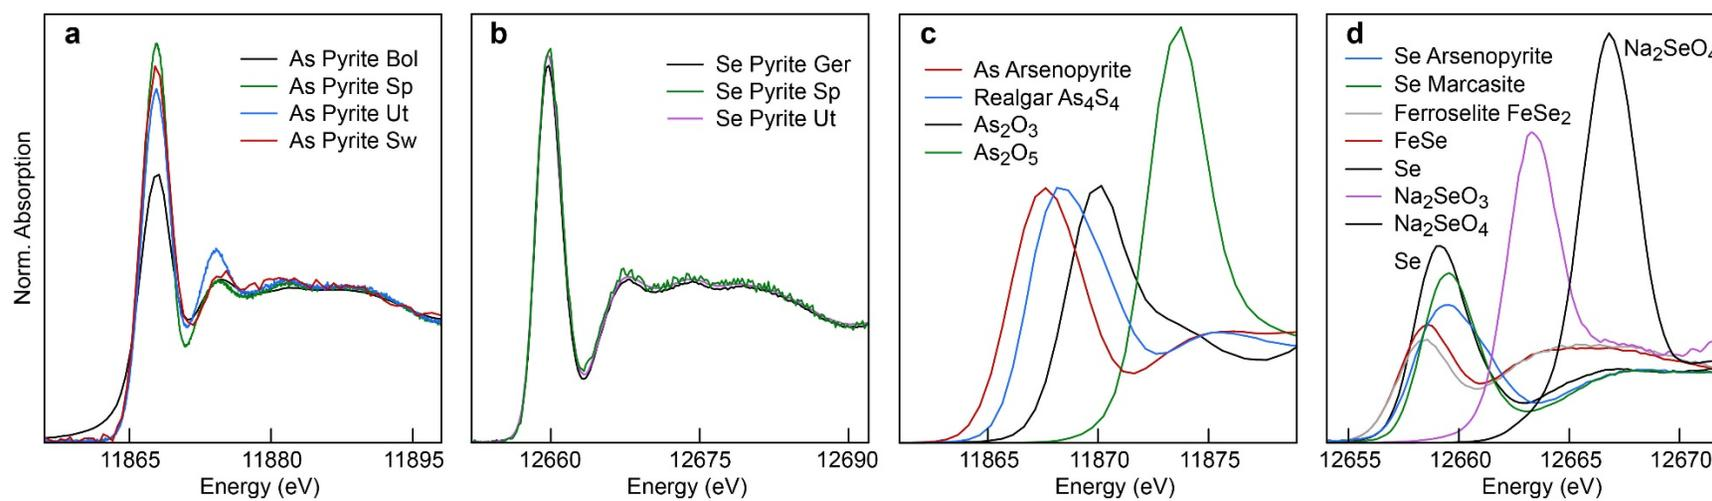 Norm. Absorption
a
As Pyrite Bol
As Pyrite Sp
As Pyrite Ut
As Pyrite Sw
11865 11880 11895
Energy (eV)
b
Se Pyrite Ger
Se Pyrite Sp
Se Pyrite Ut
12660 12675 12690
Energy (eV)
c
As Arsenopyrite
Realgar As₄S₄
As₂O₃
As₂O₅
11865 11870 11875
Energy (eV)
d
Na₂SeO₄
Se Arsenopyrite
Se Marcasite
Ferroselite FeSe₂
FeSe
Se
Na₂SeO₃
Na₂SeO₄
Se
12655 12660 12665 12670
Energy (eV)